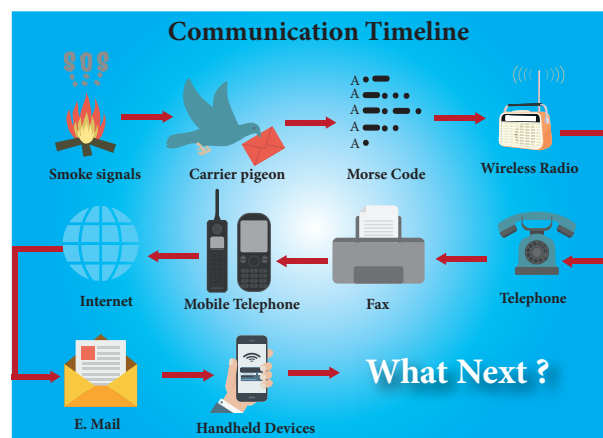 Communication Timeline
SOS
Smoke signals
Carrier pigeon
A
A
A
A
A
Morse Code
Wireless Radio
Telephone
Fax
Mobile Telephone
Internet
E. Mail
Handheld Devices
What Next ?